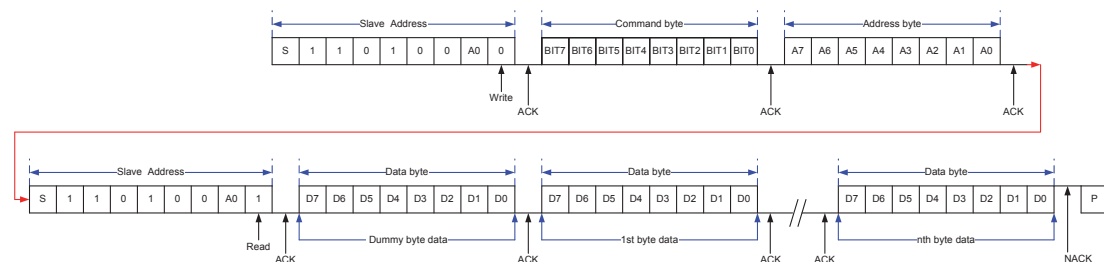 Slave Address Command byte Address byte
S 1 1 0 1 0 0 A0 0 BIT7 BIT6 BIT5 BIT4 BIT3 BIT2 BIT1 BIT0 A7 A6 A5 A4 A3 A2 A1 A0
Write
ACK ACK ACK
Slave Address Data byte Data byte Data byte
S 1 1 0 1 0 0 A0 1 D7 D6 D5 D4 D3 D2 D1 D0 D7 D6 D5 D4 D3 D2 D1 D0 D7 D6 D5 D4 D3 D2 D1 D0 P
Read Dummy byte data 1st byte data nth byte data
ACK ACK ACK ACK NACK